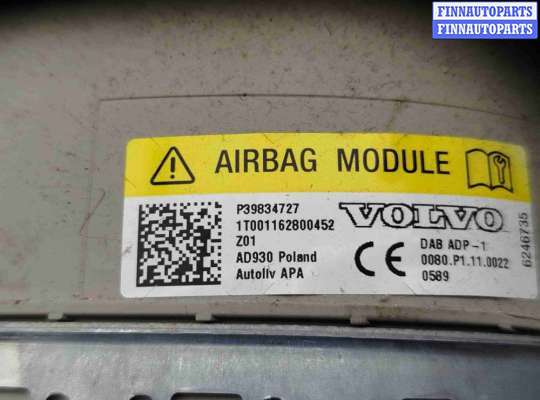 FINNAUTOPARTS
FINNAUTOPARTS
AIRBAG MODULE
P39834727
1T001162800452
Z01
AD930 Poland
Autoliv APA
VOLVO
CE
DAB ADP-1
0080.P1.11.0022
0589
6246735